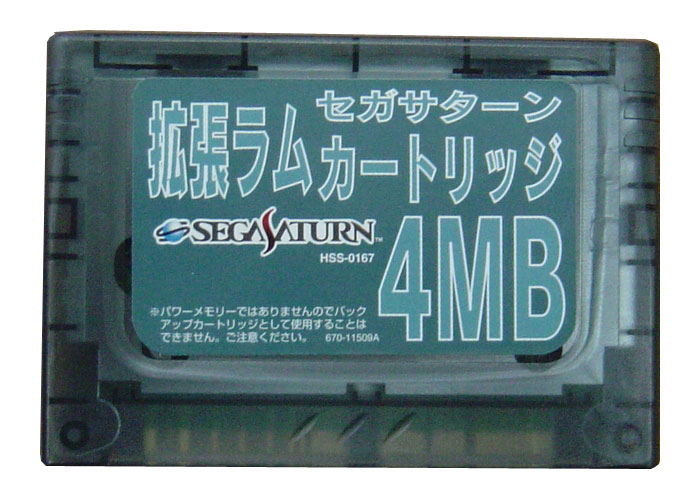 セガサターン
拡張ラムカートリッジ
SEGASATURN™
HSS-0167
4MB
※パワーメモリーではありませんのでバック
アップカートリッジとして使用することは
できません。ご注意ください。 670-11509A